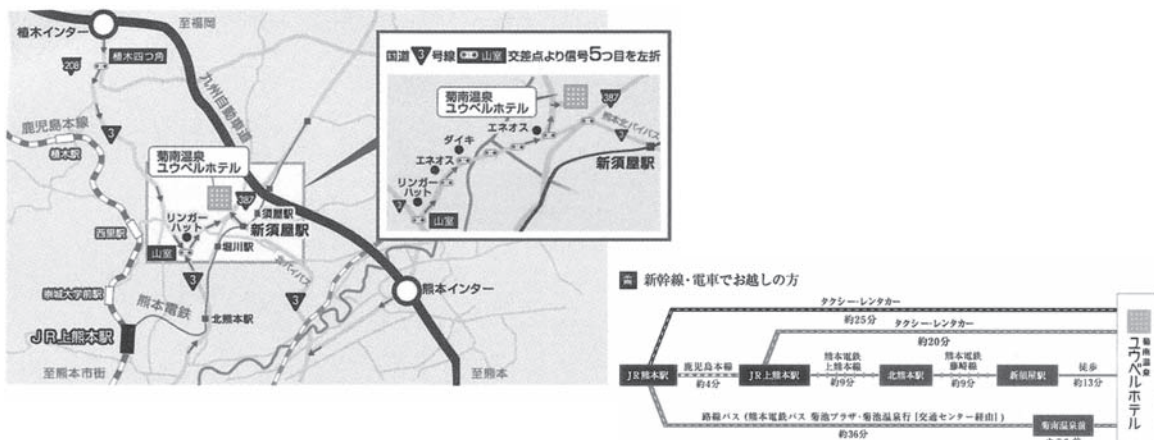 植木インター
至福岡
208
植木四つ角
九州自動車道
鹿児島本線
3
植木駅
菊南温泉
ユウベルホテル
387
リンガー
ハット
須屋駅
新須屋駅
西里駅
山室
堀川駅
北バイパス
3
3
崇城大学前駅
熊本電鉄
熊本インター
北熊本駅
JR上熊本駅
至熊本市街
至熊本
国道3号線 山室 交差点より信号5つ目を左折
菊南温泉
ユウベルホテル
387
エネオス
熊本北バイパス
3
ダイキ
新須屋駅
エネオス
リンガー
ハット
3
山室
新幹線・電車でお越しの方
タクシー・レンタカー
約25分
タクシー・レンタカー
約20分
JR熊本駅
鹿児島本線
約4分
JR上熊本駅
熊本電鉄
上熊本線
約9分
北熊本駅
熊本電鉄
藤崎線
約9分
新須屋駅
徒歩
約13分
路線バス (熊本電鉄バス 菊池プラザ・菊池温泉行 [交通センター経由])
約36分
菊南温泉前
菊南温泉
ユウベルホテル